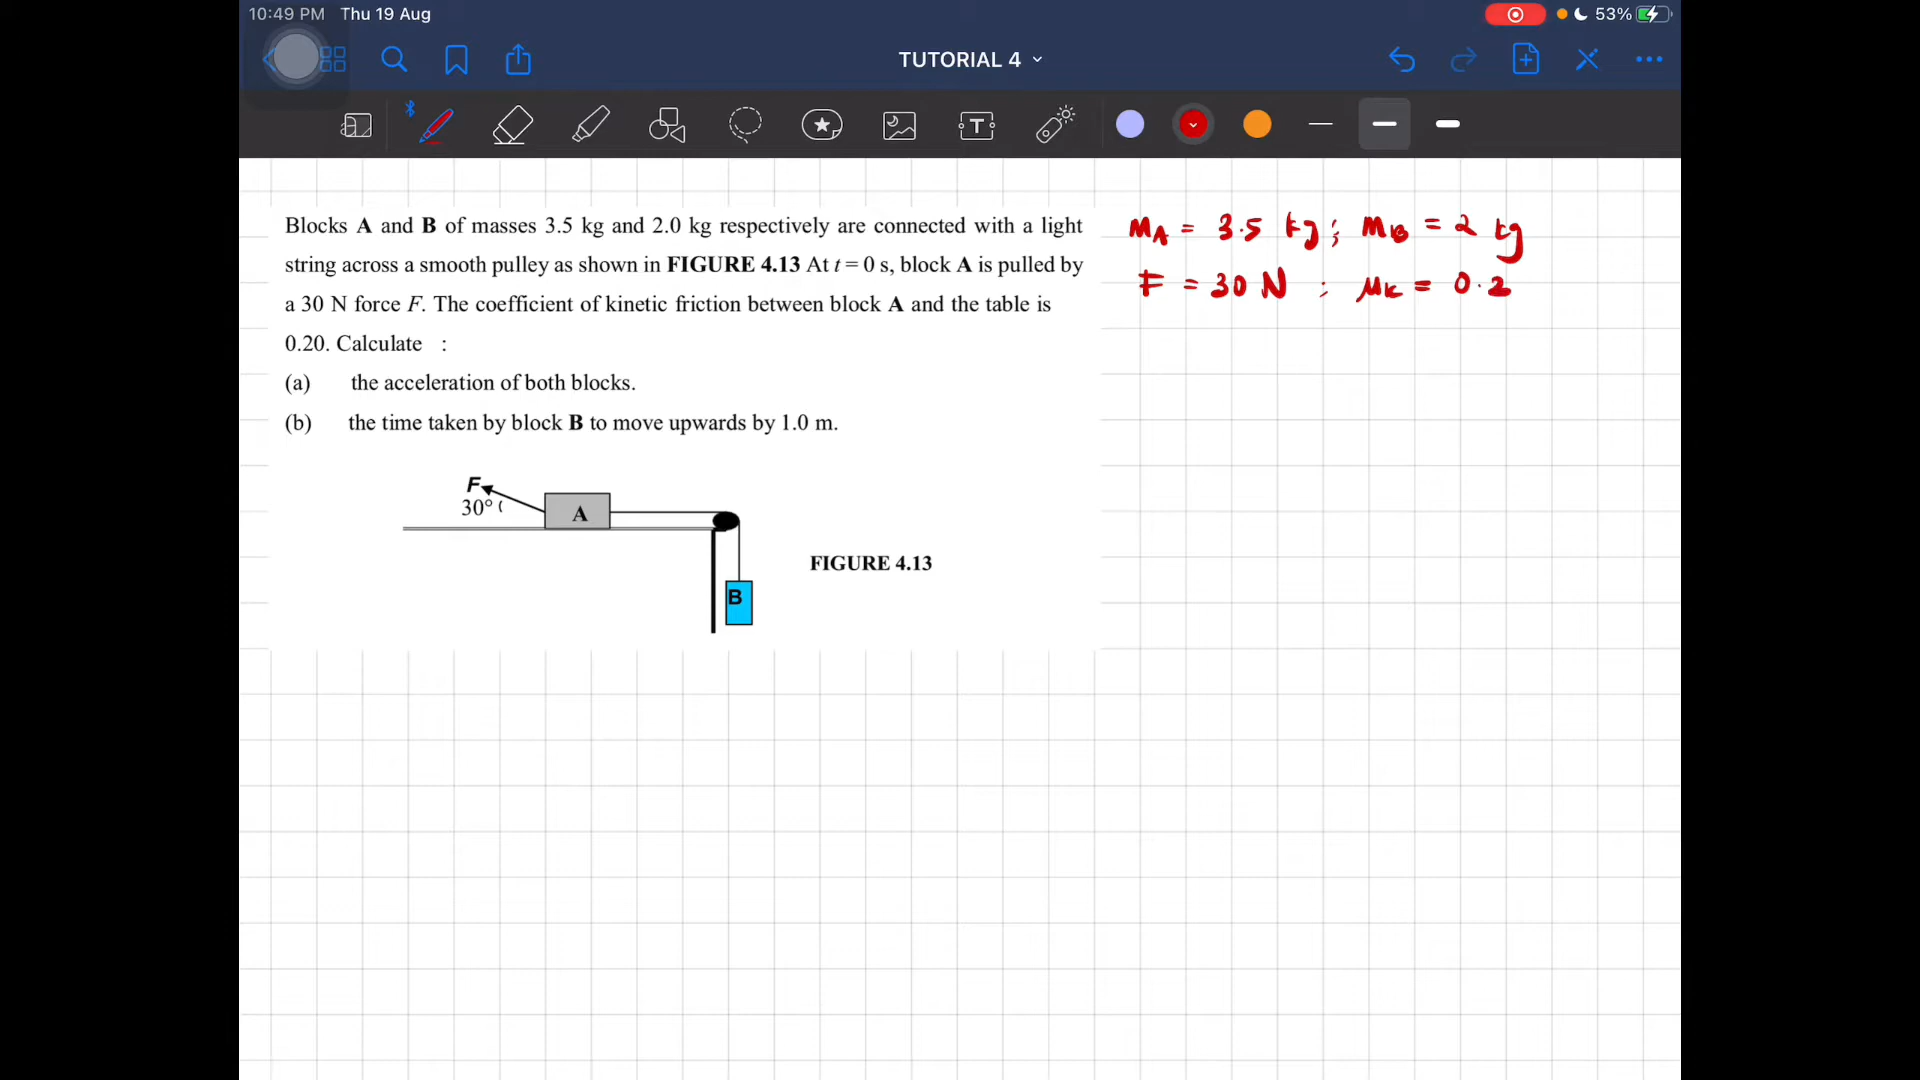 10:49 PM Thu 19 Aug
53%
TUTORIAL 4
Blocks A and B of masses 3.5 kg and 2.0 kg respectively are connected with a light
string across a smooth pulley as shown in FIGURE 4.13 At t = 0 s, block A is pulled by
a 30 N force F. The coefficient of kinetic friction between block A and the table is
0.20. Calculate :
(a) the acceleration of both blocks.
(b) the time taken by block B to move upwards by 1.0 m.
F
30°
A
B
FIGURE 4.13
mA = 3.5 kg ; mB = 2 kg
F = 30 N ; μk = 0.2